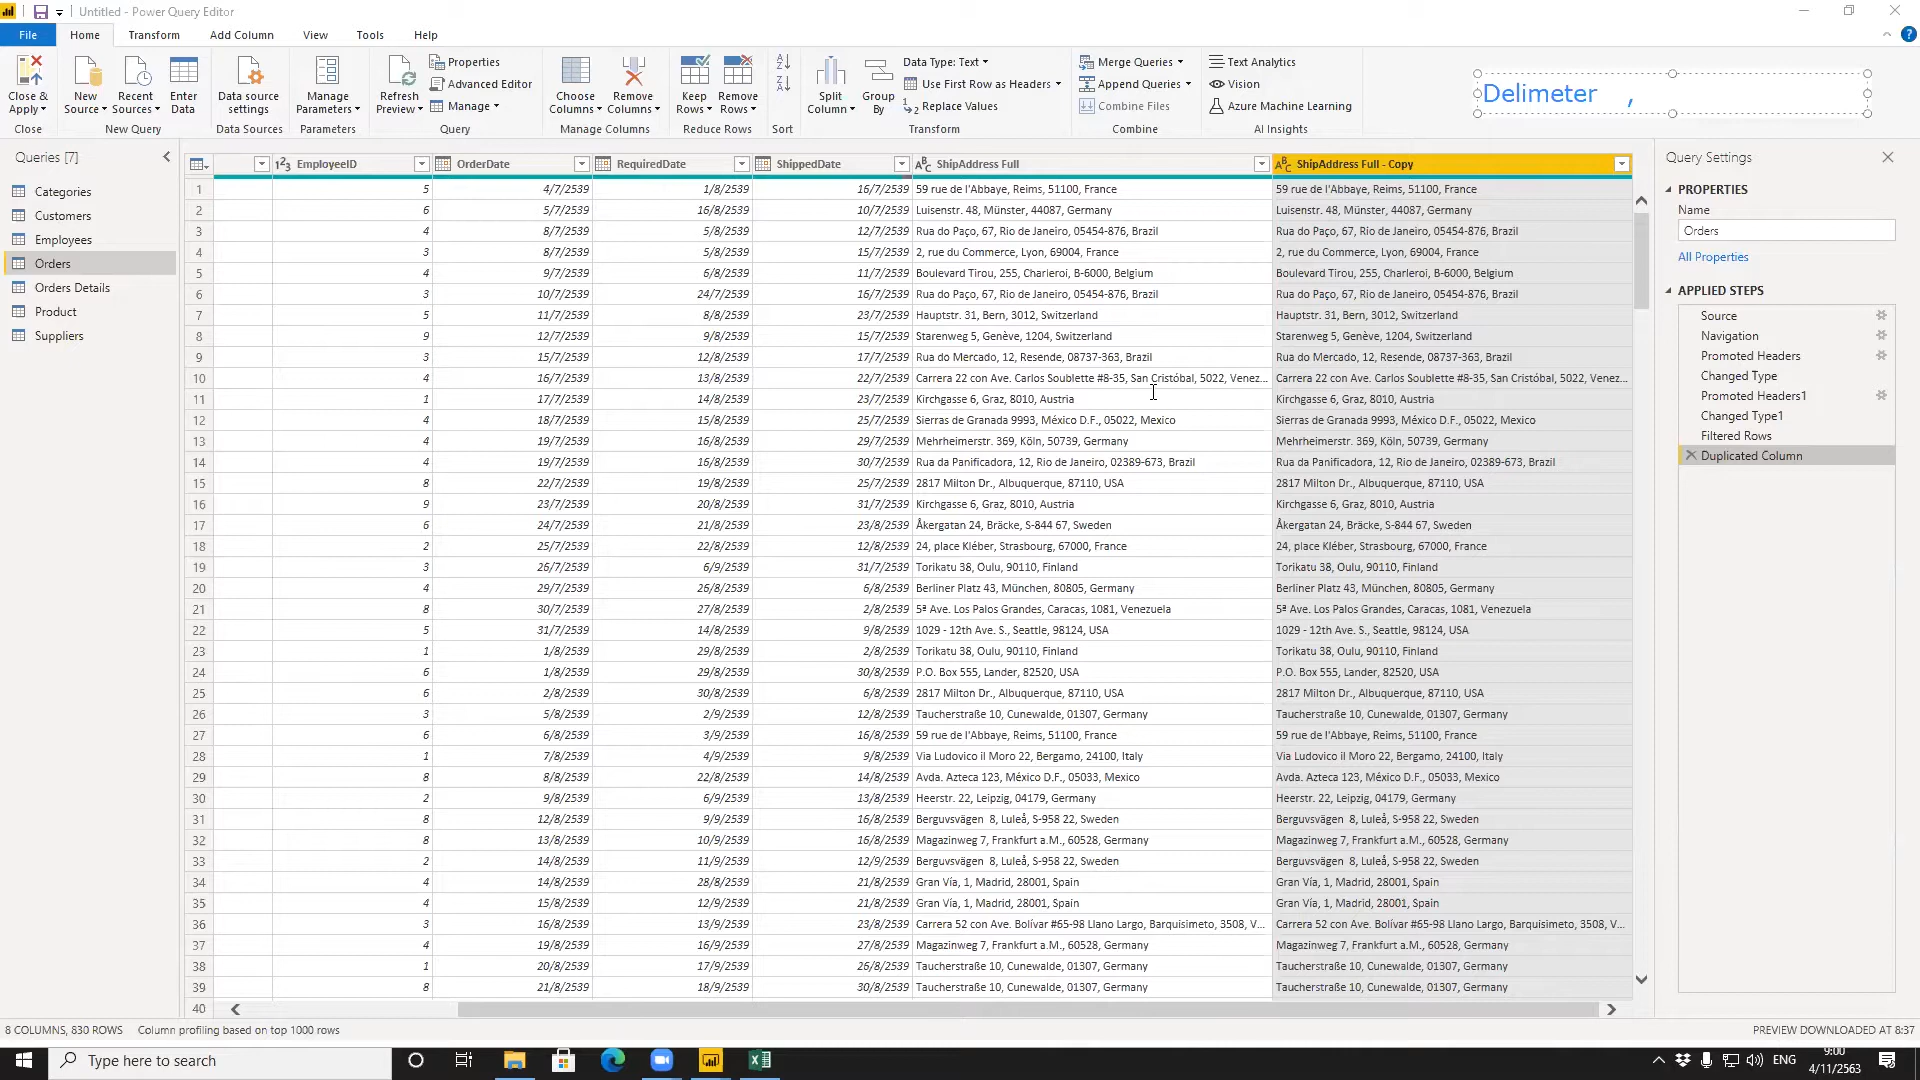 Untitled - Power Query Editor
File Home Transform Add Column View Tools Help
Close & Apply
New Source
Recent Sources
Enter Data
Data source settings
Manage Parameters
Refresh Preview
Properties
Advanced Editor
Manage
Choose Columns
Remove Columns
Keep Rows
Remove Rows
Split Column
Group By
Data Type: Text
Use First Row as Headers
Replace Values
Merge Queries
Append Queries
Combine Files
Text Analytics
Vision
Azure Machine Learning
Delimeter ,
Close New Query Data Sources Parameters Query Manage Columns Reduce Rows Sort Transform Combine AI Insights
Queries [7]
Categories
Customers
Employees
Orders
Orders Details
Product
Suppliers
EmployeeID OrderDate RequiredDate ShippedDate ShipAddress Full ShipAddress Full - Copy
1 5 4/7/2539 1/8/2539 16/7/2539 59 rue de l'Abbaye, Reims, 51100, France 59 rue de l'Abbaye, Reims, 51100, France
2 6 5/7/2539 16/8/2539 10/7/2539 Luisenstr. 48, Münster, 44087, Germany Luisenstr. 48, Münster, 44087, Germany
3 4 8/7/2539 5/8/2539 12/7/2539 Rua do Paço, 67, Rio de Janeiro, 05454-876, Brazil Rua do Paço, 67, Rio de Janeiro, 05454-876, Brazil
4 3 8/7/2539 5/8/2539 15/7/2539 2, rue du Commerce, Lyon, 69004, France 2, rue du Commerce, Lyon, 69004, France
5 4 9/7/2539 6/8/2539 11/7/2539 Boulevard Tirou, 255, Charleroi, B-6000, Belgium Boulevard Tirou, 255, Charleroi, B-6000, Belgium
6 3 10/7/2539 24/7/2539 16/7/2539 Rua do Paço, 67, Rio de Janeiro, 05454-876, Brazil Rua do Paço, 67, Rio de Janeiro, 05454-876, Brazil
7 5 11/7/2539 8/8/2539 23/7/2539 Hauptstr. 31, Bern, 3012, Switzerland Hauptstr. 31, Bern, 3012, Switzerland
8 9 12/7/2539 9/8/2539 15/7/2539 Starenweg 5, Genève, 1204, Switzerland Starenweg 5, Genève, 1204, Switzerland
9 3 15/7/2539 12/8/2539 17/7/2539 Rua do Mercado, 12, Resende, 08737-363, Brazil Rua do Mercado, 12, Resende, 08737-363, Brazil
10 4 16/7/2539 13/8/2539 22/7/2539 Carrera 22 con Ave. Carlos Soublette #8-35, San Cristóbal, 5022, Venez... Carrera 22 con Ave. Carlos Soublette #8-35, San Cristóbal, 5022, Venez...
11 1 17/7/2539 14/8/2539 23/7/2539 Kirchgasse 6, Graz, 8010, Austria Kirchgasse 6, Graz, 8010, Austria
12 4 18/7/2539 15/8/2539 25/7/2539 Sierras de Granada 9993, México D.F., 05022, Mexico Sierras de Granada 9993, México D.F., 05022, Mexico
13 4 19/7/2539 16/8/2539 29/7/2539 Mehrheimerstr. 369, Köln, 50739, Germany Mehrheimerstr. 369, Köln, 50739, Germany
14 4 19/7/2539 16/8/2539 30/7/2539 Rua da Panificadora, 12, Rio de Janeiro, 02389-673, Brazil Rua da Panificadora, 12, Rio de Janeiro, 02389-673, Brazil
15 8 22/7/2539 19/8/2539 25/7/2539 2817 Milton Dr., Albuquerque, 87110, USA 2817 Milton Dr., Albuquerque, 87110, USA
16 9 23/7/2539 20/8/2539 31/7/2539 Kirchgasse 6, Graz, 8010, Austria Kirchgasse 6, Graz, 8010, Austria
17 6 24/7/2539 21/8/2539 23/8/2539 Åkergatan 24, Bräcke, S-844 67, Sweden Åkergatan 24, Bräcke, S-844 67, Sweden
18 2 25/7/2539 22/8/2539 12/8/2539 24, place Kléber, Strasbourg, 67000, France 24, place Kléber, Strasbourg, 67000, France
19 3 26/7/2539 6/9/2539 31/7/2539 Torikatu 38, Oulu, 90110, Finland Torikatu 38, Oulu, 90110, Finland
20 4 29/7/2539 26/8/2539 6/8/2539 Berliner Platz 43, München, 80805, Germany Berliner Platz 43, München, 80805, Germany
21 8 30/7/2539 27/8/2539 2/8/2539 5ª Ave. Los Palos Grandes, Caracas, 1081, Venezuela 5ª Ave. Los Palos Grandes, Caracas, 1081, Venezuela
22 5 31/7/2539 14/8/2539 9/8/2539 1029 - 12th Ave. S., Seattle, 98124, USA 1029 - 12th Ave. S., Seattle, 98124, USA
23 1 1/8/2539 29/8/2539 2/8/2539 Torikatu 38, Oulu, 90110, Finland Torikatu 38, Oulu, 90110, Finland
24 6 1/8/2539 29/8/2539 30/8/2539 P.O. Box 555, Lander, 82520, USA P.O. Box 555, Lander, 82520, USA
25 6 2/8/2539 30/8/2539 6/8/2539 2817 Milton Dr., Albuquerque, 87110, USA 2817 Milton Dr., Albuquerque, 87110, USA
26 3 5/8/2539 2/9/2539 12/8/2539 Taucherstraße 10, Cunewalde, 01307, Germany Taucherstraße 10, Cunewalde, 01307, Germany
27 6 6/8/2539 3/9/2539 16/8/2539 59 rue de l'Abbaye, Reims, 51100, France 59 rue de l'Abbaye, Reims, 51100, France
28 1 7/8/2539 4/9/2539 9/8/2539 Via Ludovico il Moro 22, Bergamo, 24100, Italy Via Ludovico il Moro 22, Bergamo, 24100, Italy
29 8 8/8/2539 22/8/2539 14/8/2539 Avda. Azteca 123, México D.F., 05033, Mexico Avda. Azteca 123, México D.F., 05033, Mexico
30 2 9/8/2539 6/9/2539 13/8/2539 Heerstr. 22, Leipzig, 04179, Germany Heerstr. 22, Leipzig, 04179, Germany
31 8 12/8/2539 9/9/2539 16/8/2539 Berguvsvägen 8, Luleå, S-958 22, Sweden Berguvsvägen 8, Luleå, S-958 22, Sweden
32 8 13/8/2539 10/9/2539 16/8/2539 Magazinweg 7, Frankfurt a.M., 60528, Germany Magazinweg 7, Frankfurt a.M., 60528, Germany
33 2 14/8/2539 11/9/2539 12/9/2539 Berguvsvägen 8, Luleå, S-958 22, Sweden Berguvsvägen 8, Luleå, S-958 22, Sweden
34 4 14/8/2539 28/8/2539 21/8/2539 Gran Vía, 1, Madrid, 28001, Spain Gran Vía, 1, Madrid, 28001, Spain
35 4 15/8/2539 12/9/2539 21/8/2539 Gran Vía, 1, Madrid, 28001, Spain Gran Vía, 1, Madrid, 28001, Spain
36 3 16/8/2539 13/9/2539 23/8/2539 Carrera 52 con Ave. Bolívar #65-98 Llano Largo, Barquisimeto, 3508, V... Carrera 52 con Ave. Bolívar #65-98 Llano Largo, Barquisimeto, 3508, V...
37 4 19/8/2539 16/9/2539 27/8/2539 Magazinweg 7, Frankfurt a.M., 60528, Germany Magazinweg 7, Frankfurt a.M., 60528, Germany
38 1 20/8/2539 17/9/2539 26/8/2539 Taucherstraße 10, Cunewalde, 01307, Germany Taucherstraße 10, Cunewalde, 01307, Germany
39 8 21/8/2539 18/9/2539 30/8/2539 Taucherstraße 10, Cunewalde, 01307, Germany Taucherstraße 10, Cunewalde, 01307, Germany
40
Query Settings
PROPERTIES
Name
Orders
All Properties
APPLIED STEPS
Source
Navigation
Promoted Headers
Changed Type
Promoted Headers1
Changed Type1
Filtered Rows
Duplicated Column
8 COLUMNS, 830 ROWS Column profiling based on top 1000 rows PREVIEW DOWNLOADED AT 8:37
Type here to search
ENG
9:00
4/11/2563